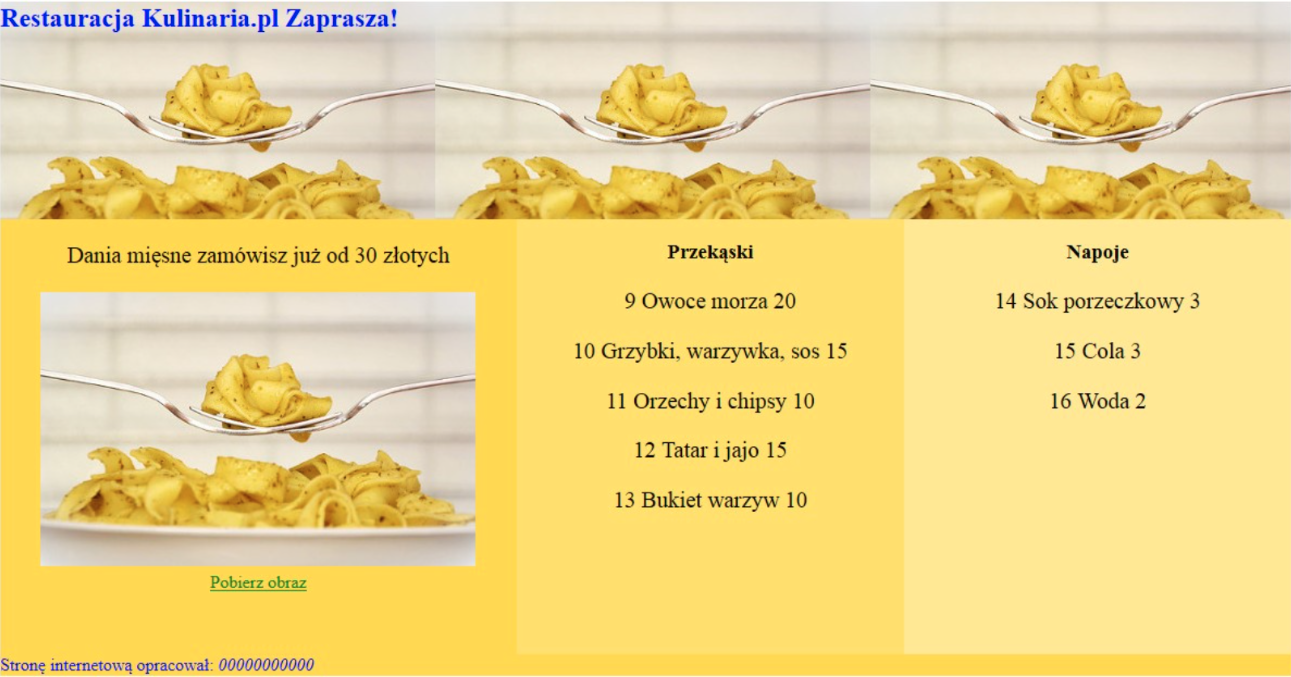 Restauracja Kulinaria.pl Zaprasza!
Dania mięsne zamówisz już od 30 złotych
Pobierz obraz
Przekąski
9 Owoce morza 20
10 Grzybki, warzywka, sos 15
11 Orzechy i chipsy 10
12 Tatar i jajo 15
13 Bukiet warzyw 10
Napoje
14 Sok porzeczkowy 3
15 Cola 3
16 Woda 2
Stronę internetową opracował: 00000000000